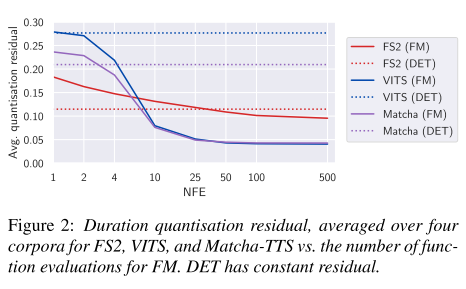 0.30
0.25
0.20
0.15
0.10
0.05
0.00
Avg. quantisation residual
1 2 4 10 25 50 100 500
NFE
FS2 (FM)
FS2 (DET)
VITS (FM)
VITS (DET)
Matcha (FM)
Matcha (DET)
Figure 2: Duration quantisation residual, averaged over four
corpora for FS2, VITS, and Matcha-TTS vs. the number of func-
tion evaluations for FM. DET has constant residual.